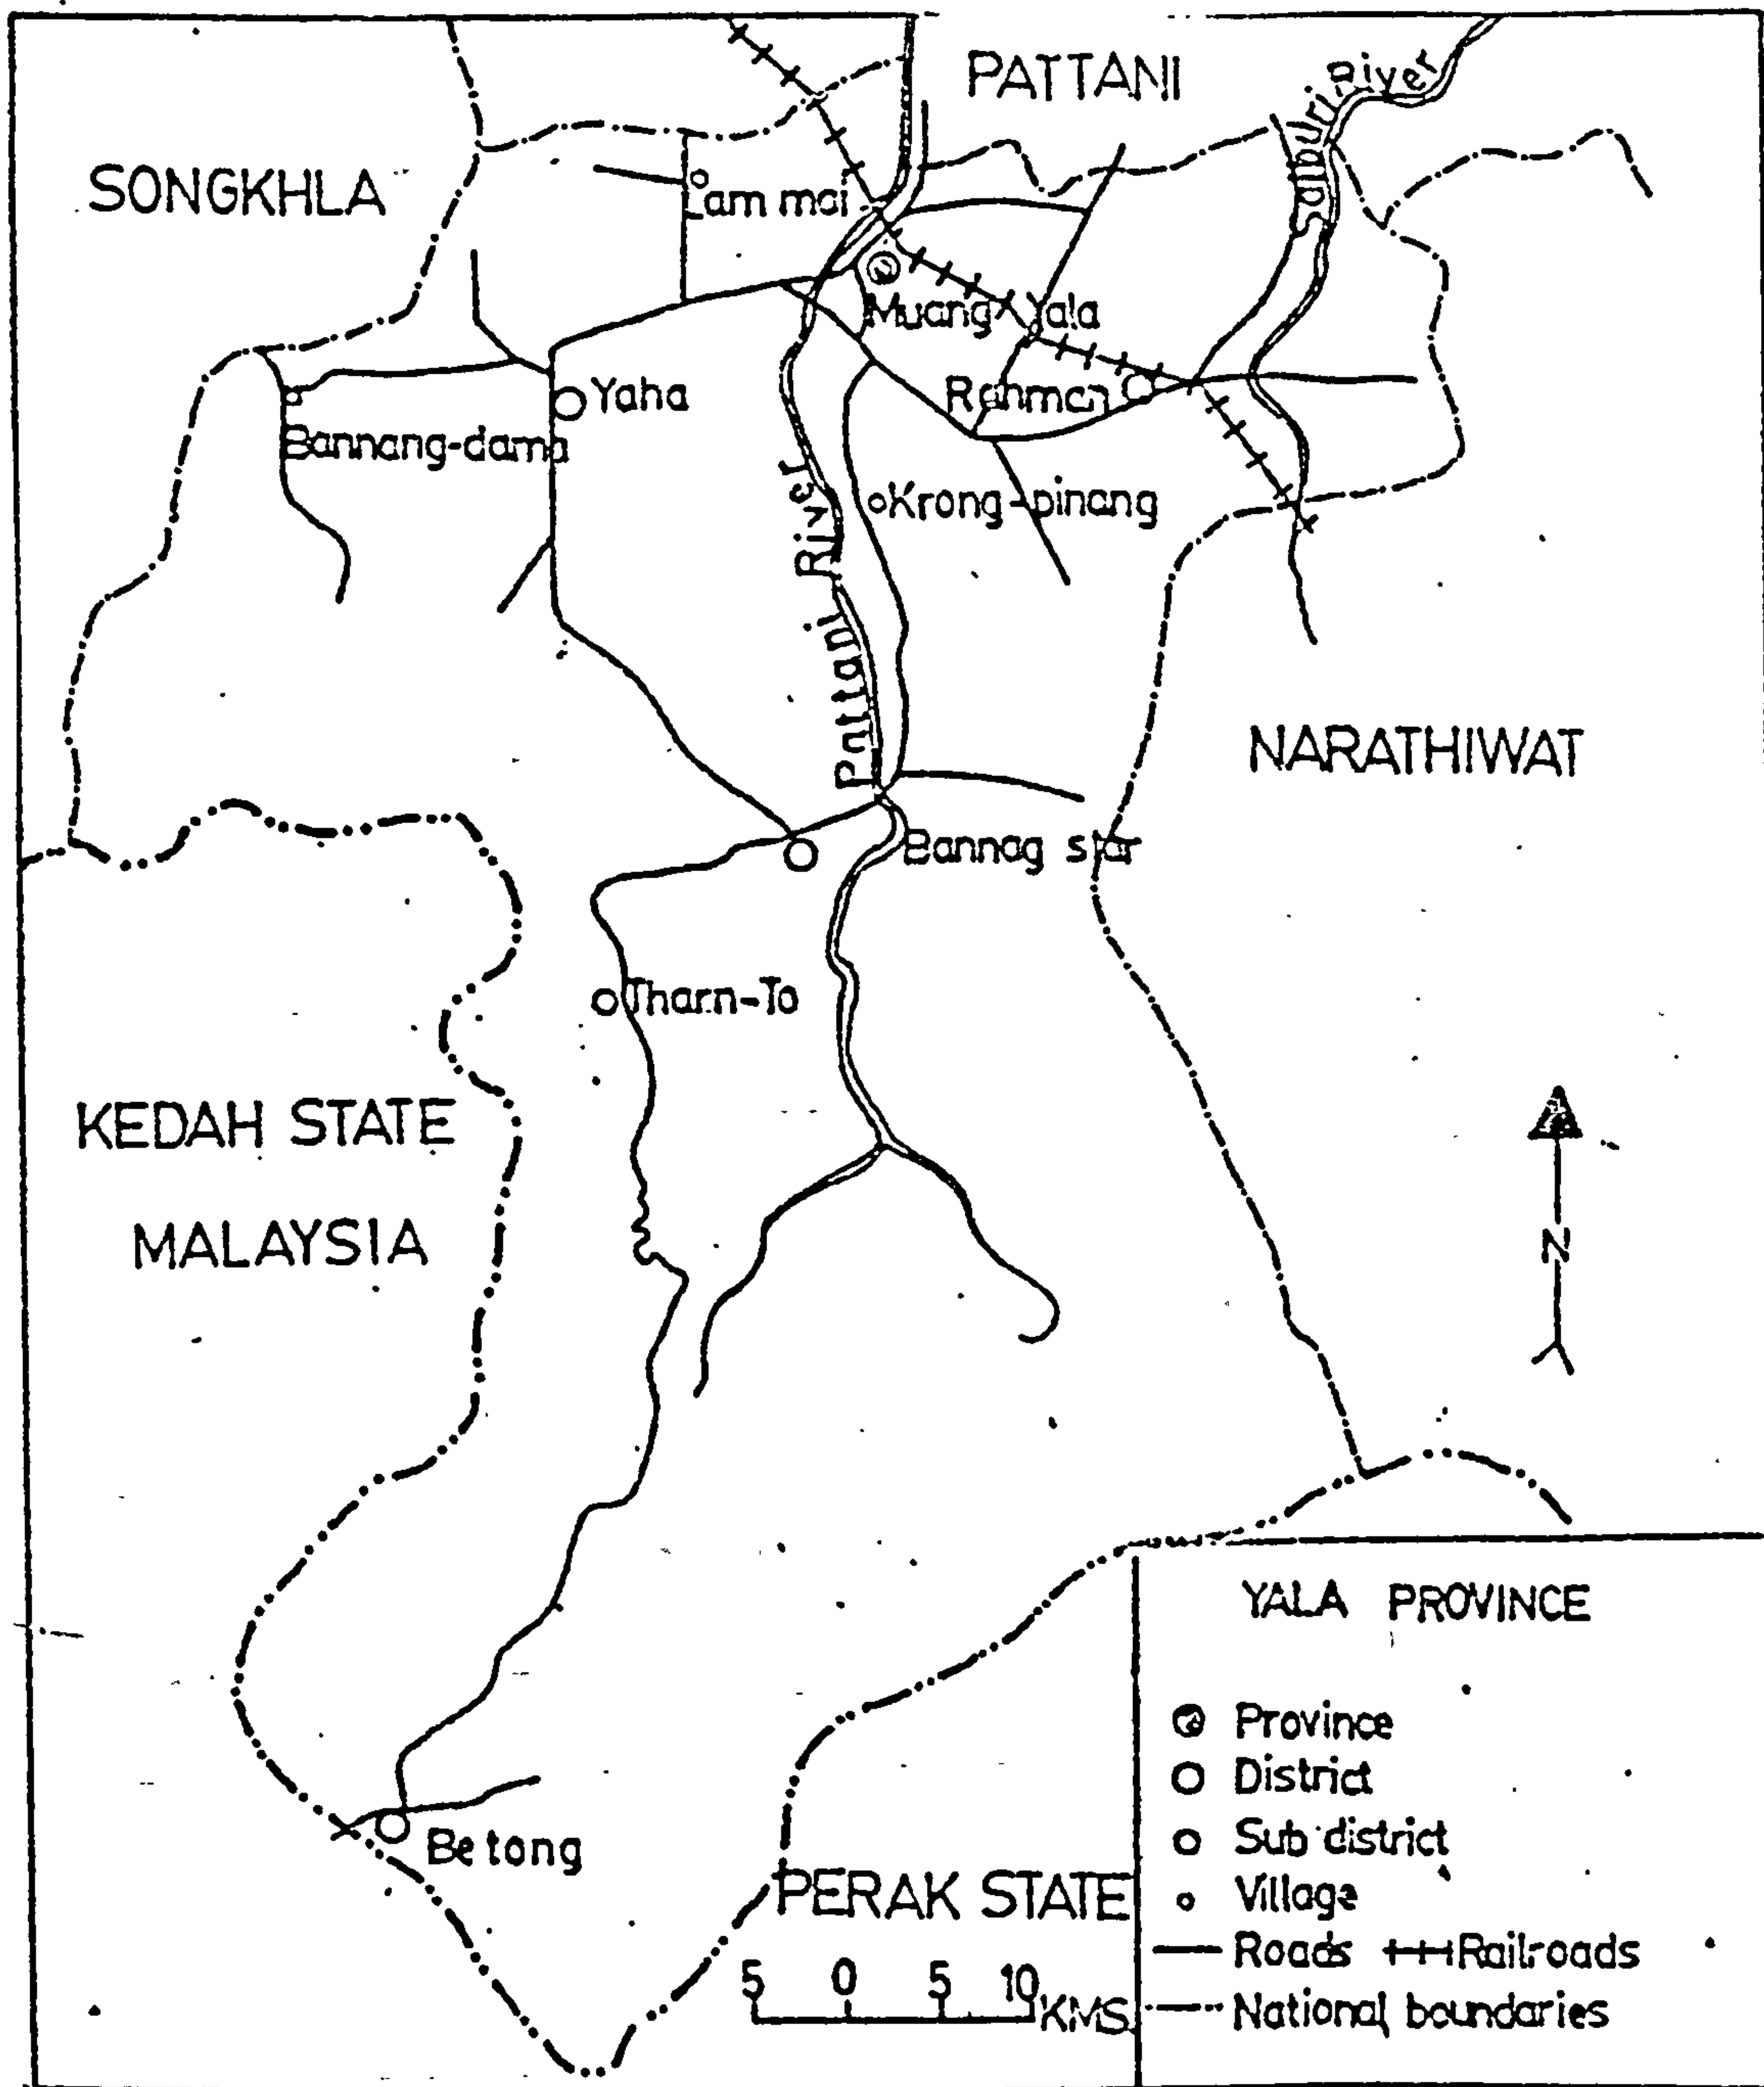 PATTANI
Saiburi River
SONGKHLA
Lam mai
Muang Yala
Yaha
Rahman
Bannang-dama
Krong-pinang
Pattani River
NARATHIWAT
Bannag star
Tharn-To
KEDAH STATE
MALAYSIA
N
YALA PROVINCE
Province
District
Betong
Sub district
PERAK STATE
Village
Roads
Railroads
5 0 5 10
KMS.
National boundaries